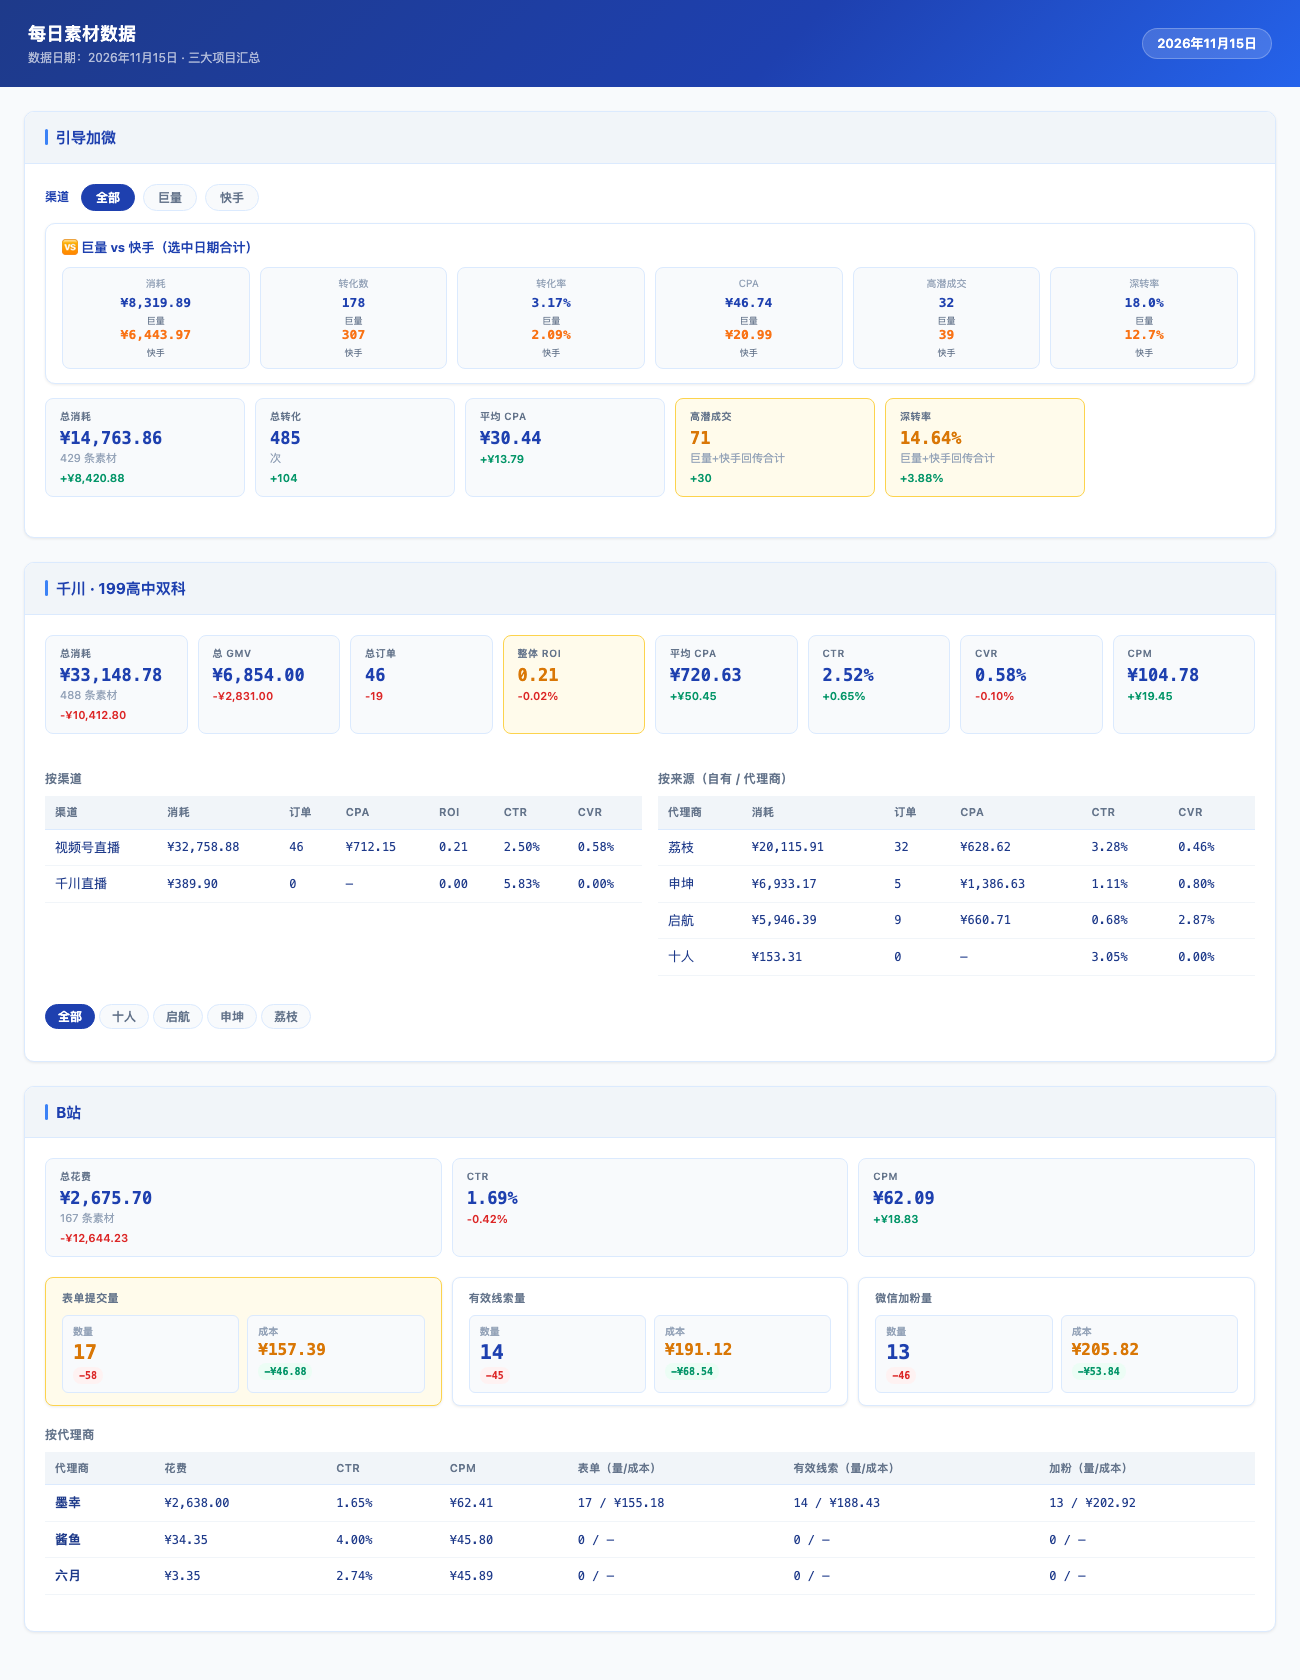 每日素材数据
数据日期：2026年11月15日 · 三大项目汇总
2026年11月15日
引导加微
渠道 全部 巨量 快手
VS 巨量 vs 快手（选中日期合计）
消耗 转化数 转化率 CPA 高潜成交 深转率
¥8,319.89 178 3.17% ¥46.74 32 18.0%
巨量 巨量 巨量 巨量 巨量 巨量
¥6,443.97 307 2.09% ¥20.99 39 12.7%
快手 快手 快手 快手 快手 快手
总消耗 总转化 平均 CPA 高潜成交 深转率
¥14,763.86 485 ¥30.44 71 14.64%
429 条素材 次 +¥13.79 巨量+快手回传合计 巨量+快手回传合计
+¥8,420.88 +104 +30 +3.88%
千川 · 199高中双科
总消耗 总 GMV 总订单 整体 ROI 平均 CPA CTR CVR CPM
¥33,148.78 ¥6,854.00 46 0.21 ¥720.63 2.52% 0.58% ¥104.78
488 条素材 -¥2,831.00 -19 -0.02% +¥50.45 +0.65% -0.10% +¥19.45
-¥10,412.80
按渠道
渠道 消耗 订单 CPA ROI CTR CVR
视频号直播 ¥32,758.88 46 ¥712.15 0.21 2.50% 0.58%
千川直播 ¥389.90 0 — 0.00 5.83% 0.00%
按来源（自有 / 代理商）
代理商 消耗 订单 CPA CTR CVR
荔枝 ¥20,115.91 32 ¥628.62 3.28% 0.46%
申坤 ¥6,933.17 5 ¥1,386.63 1.11% 0.80%
启航 ¥5,946.39 9 ¥660.71 0.68% 2.87%
十人 ¥153.31 0 — 3.05% 0.00%
全部 十人 启航 申坤 荔枝
B站
总花费 CTR CPM
¥2,675.70 1.69% ¥62.09
167 条素材 -0.42% +¥18.83
-¥12,644.23
表单提交量 有效线索量 微信加粉量
数量 成本 数量 成本 数量 成本
17 ¥157.39 14 ¥191.12 13 ¥205.82
−58 −¥46.88 −45 −¥68.54 −46 −¥53.84
按代理商
代理商 花费 CTR CPM 表单（量/成本） 有效线索（量/成本） 加粉（量/成本）
墨幸 ¥2,638.00 1.65% ¥62.41 17 / ¥155.18 14 / ¥188.43 13 / ¥202.92
酱鱼 ¥34.35 4.00% ¥45.80 0 / — 0 / — 0 / —
六月 ¥3.35 2.74% ¥45.89 0 / — 0 / — 0 / —